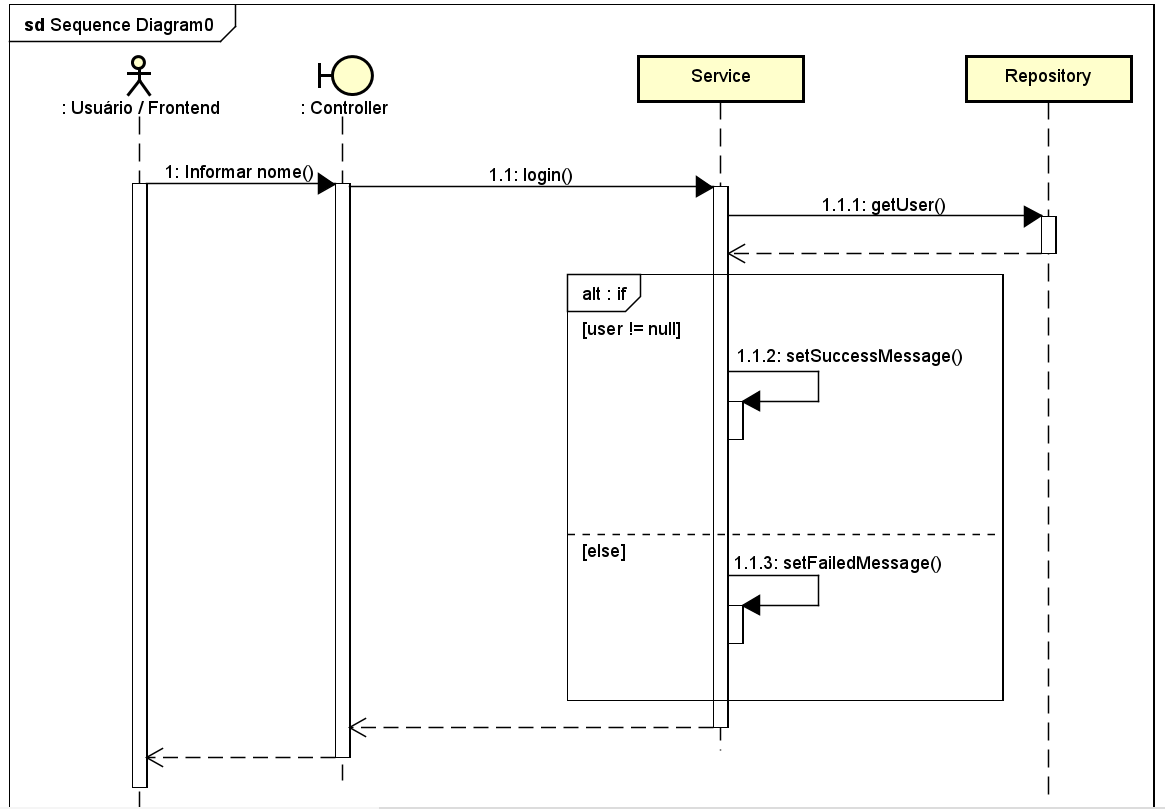 sd Sequence Diagram0
: Usuário / Frontend
: Controller
Service
Repository
1: Informar nome()
1.1: login()
1.1.1: getUser()
alt : if
[user != null]
1.1.2: setSuccessMessage()
[else]
1.1.3: setFailedMessage()